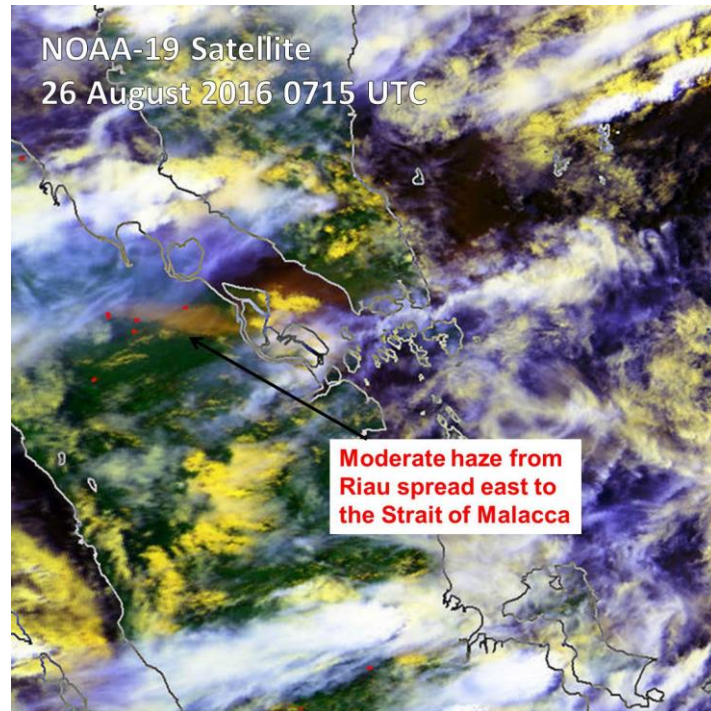 NOAA-19 Satellite
26 August 2016 0715 UTC
Moderate haze from
Riau spread east to
the Strait of Malacca